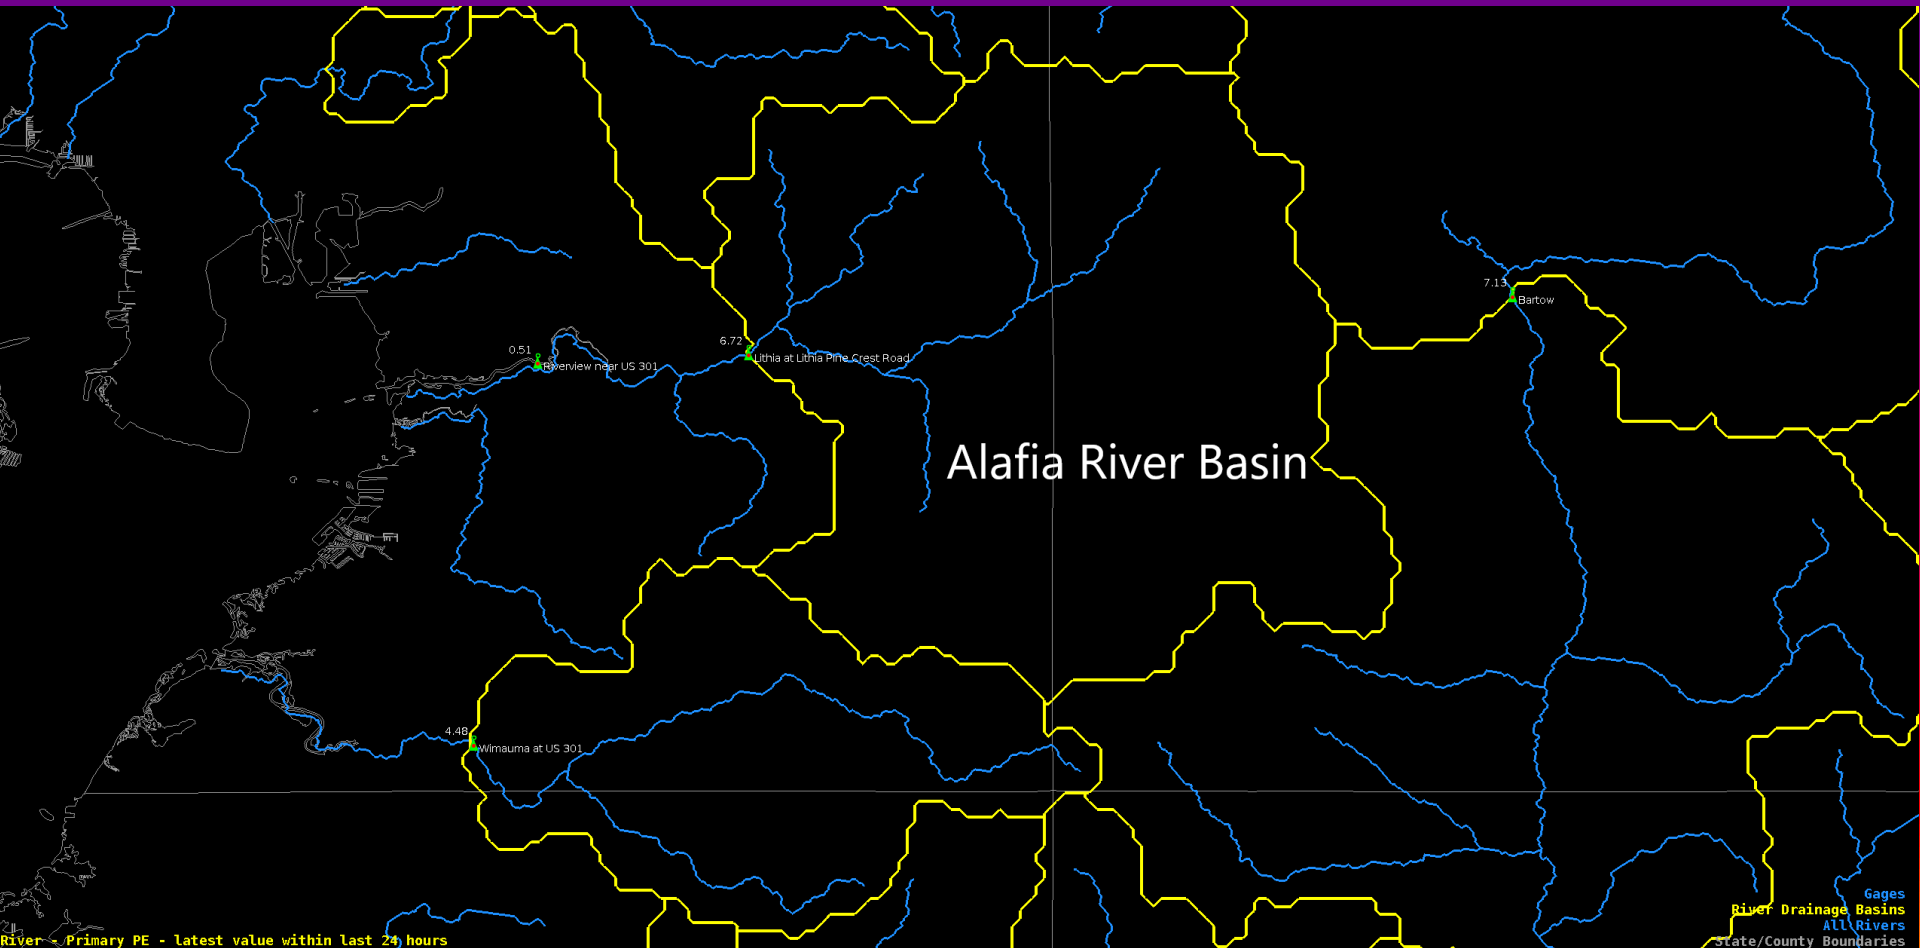 7.13
Bartow
6.72
Lithia at Lithia Pine Crest Road
0.51
Riverview near US 301
Alafia River Basin
4.48
Wimauma at US 301
Gages
River Drainage Basins
All Rivers
State/County Boundaries
River - Primary PE - latest value within last 24 hours